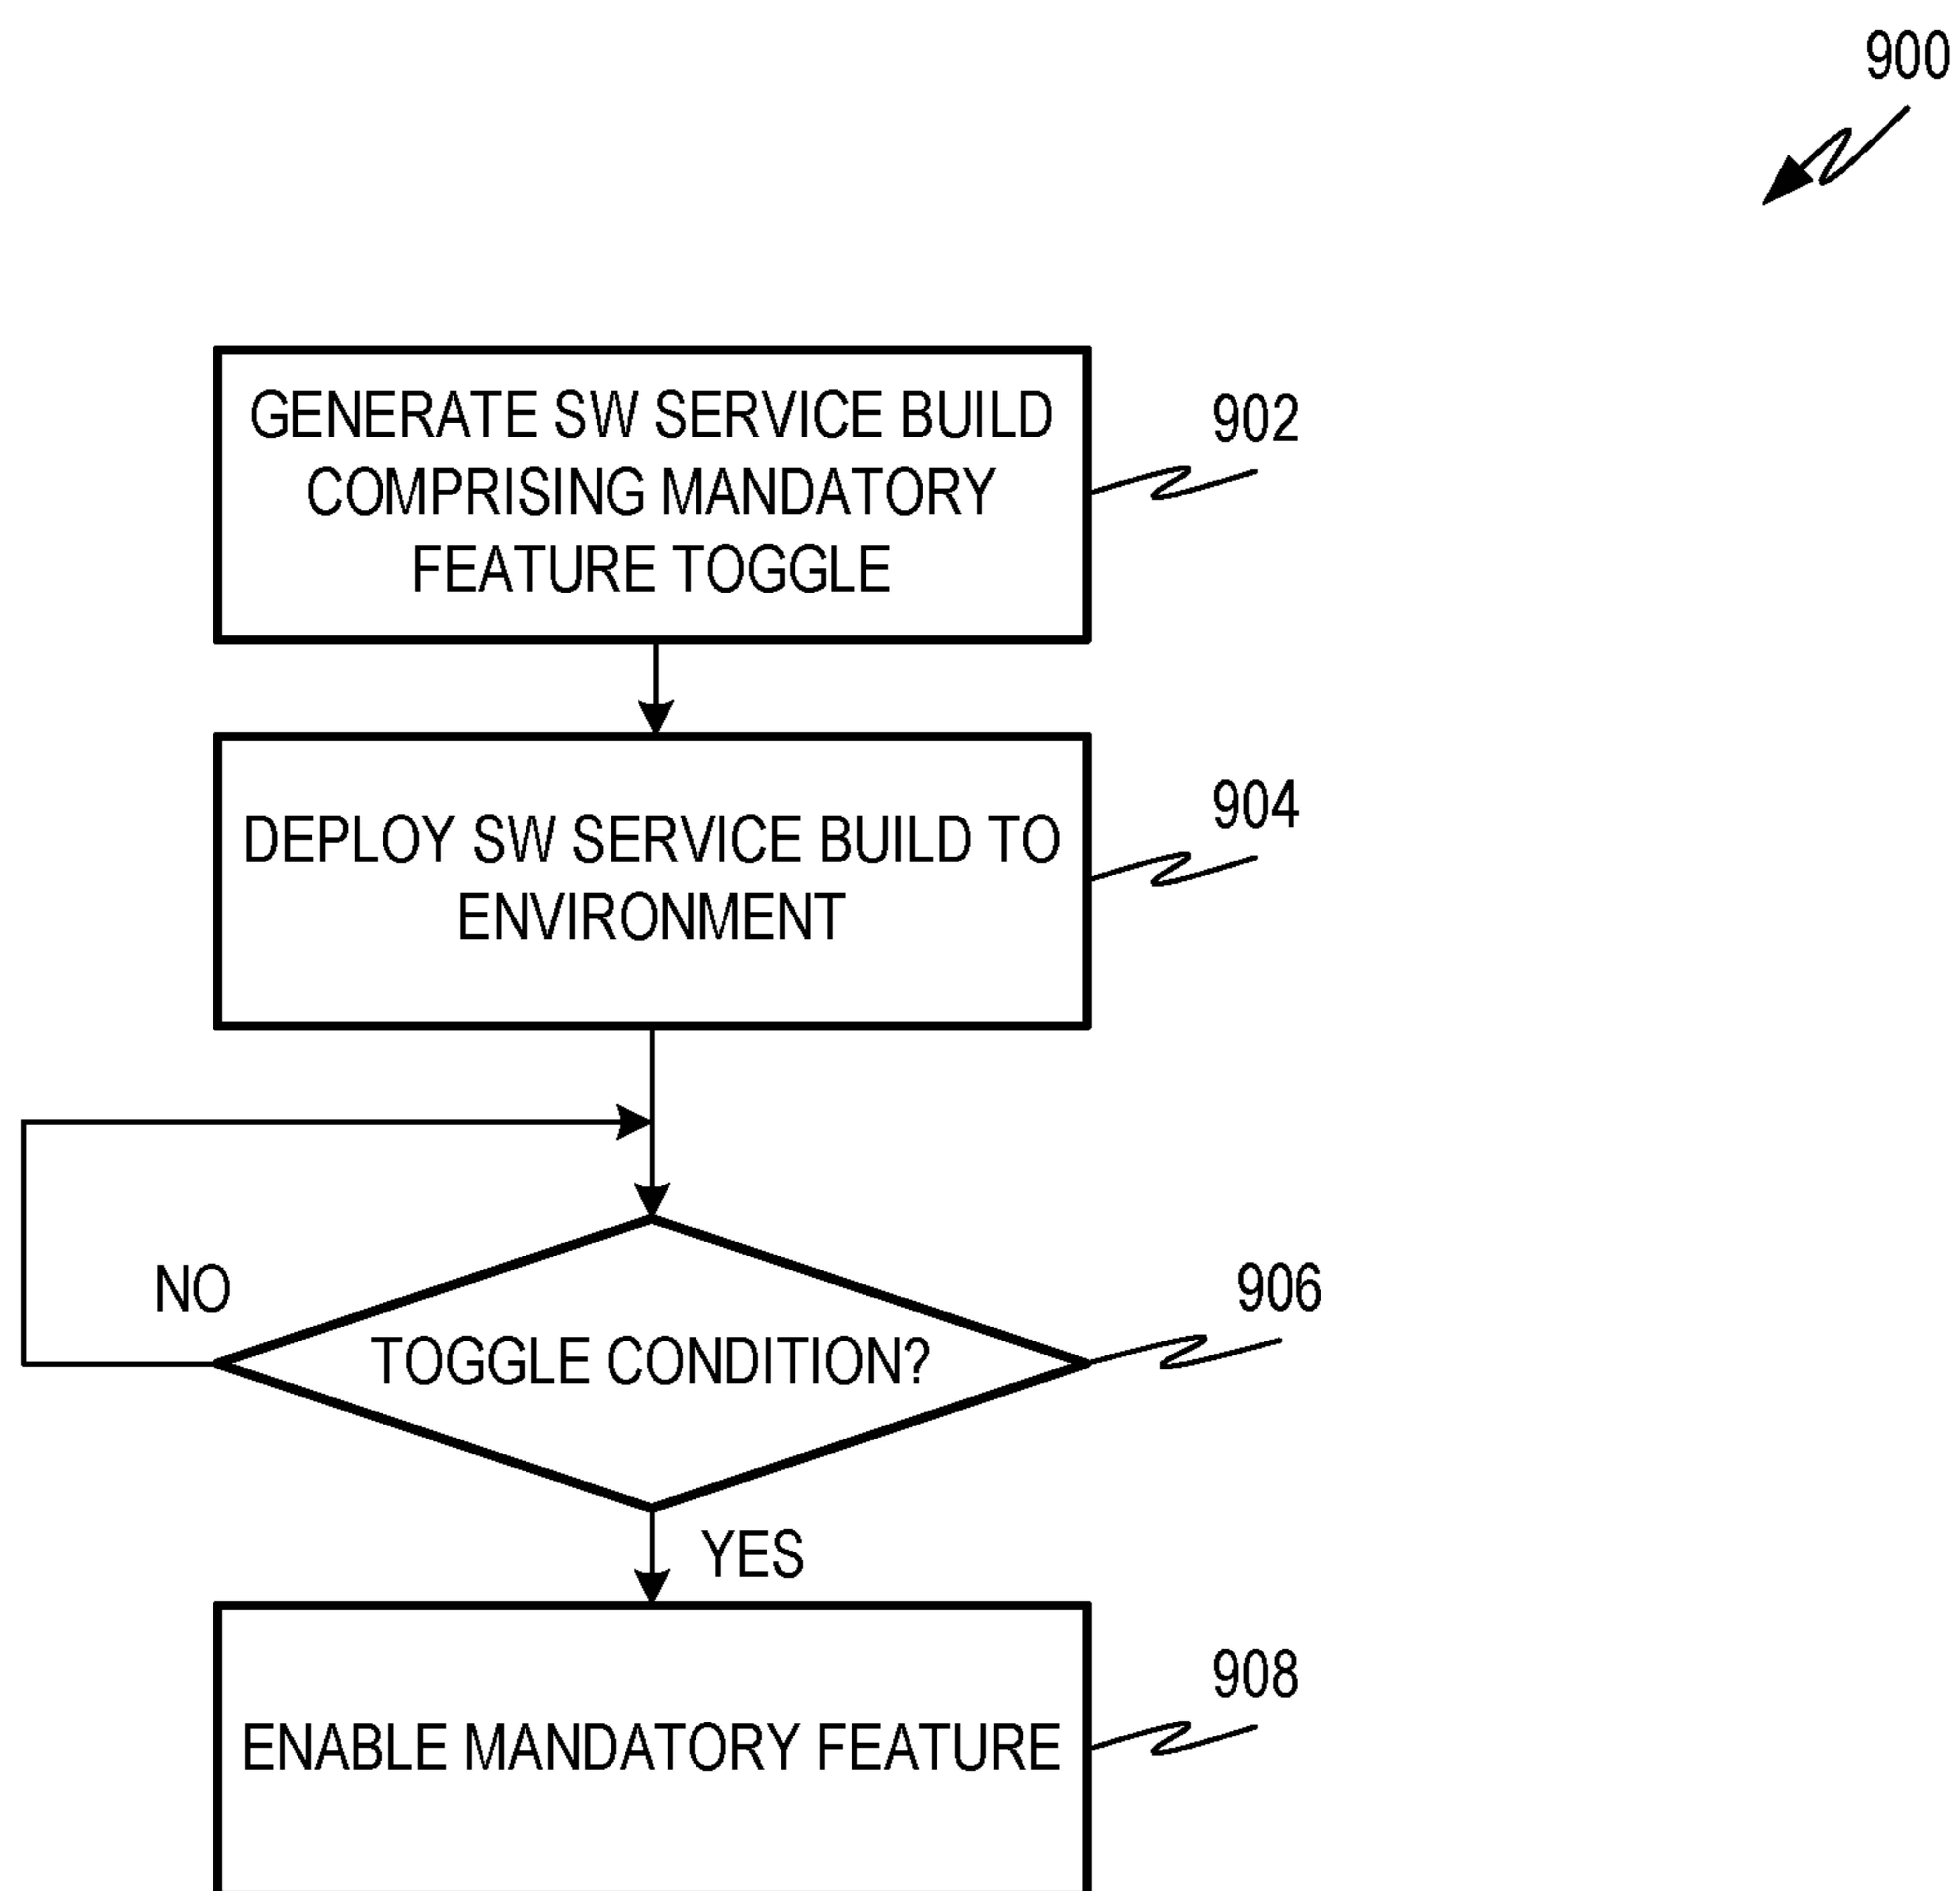 900
GENERATE SW SERVICE BUILD
COMPRISING MANDATORY
FEATURE TOGGLE
902
DEPLOY SW SERVICE BUILD TO
ENVIRONMENT
904
NO
TOGGLE CONDITION?
906
YES
ENABLE MANDATORY FEATURE
908